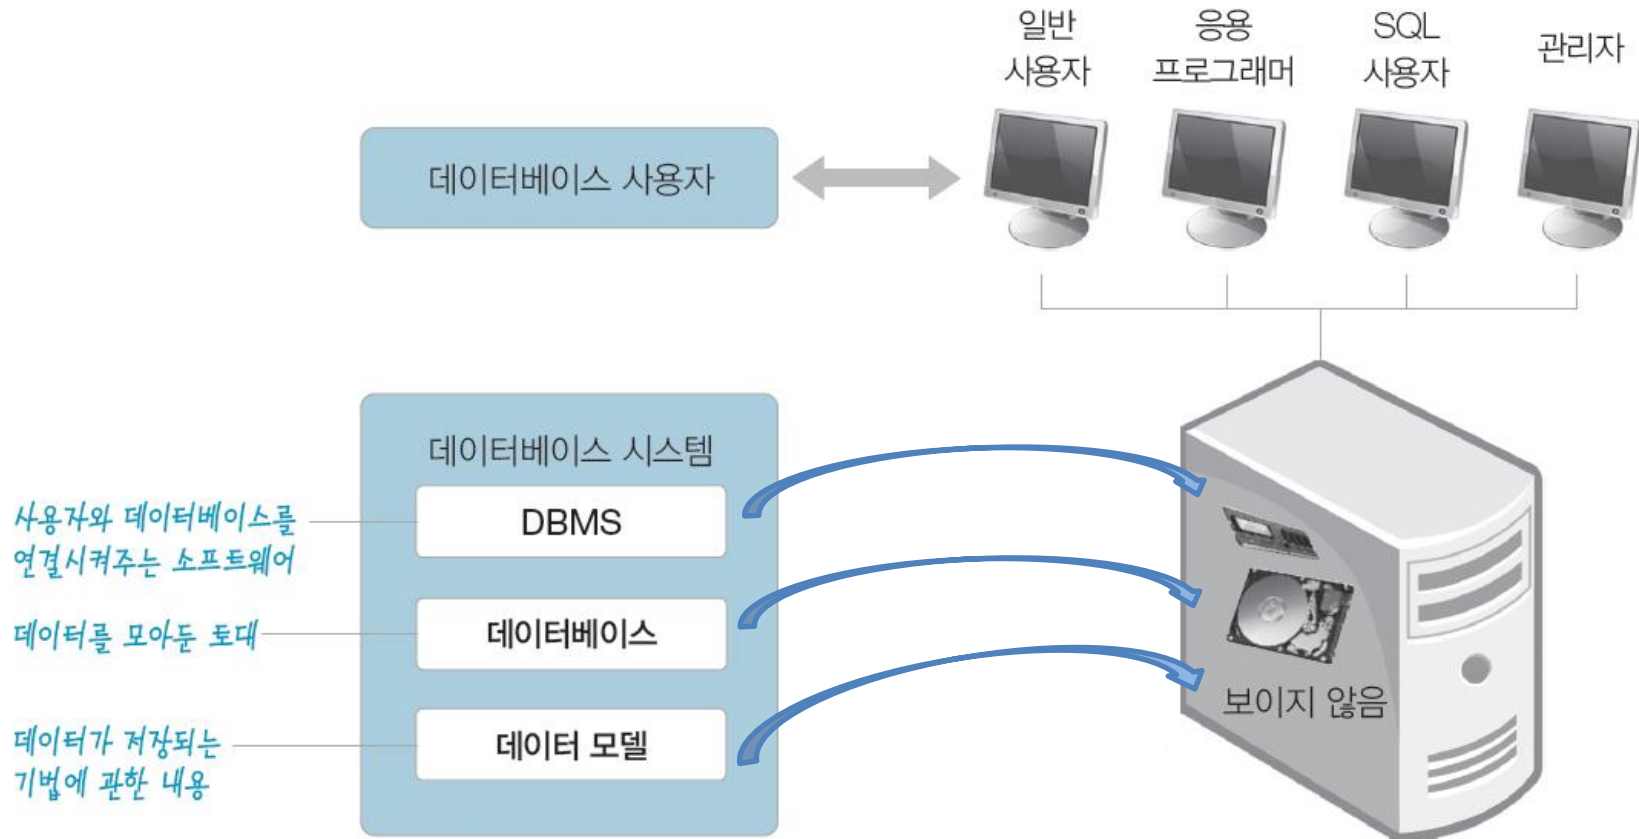 일반
사용자
응용
프로그래머
SQL
사용자
관리자
데이터베이스 사용자
데이터베이스 시스템
DBMS
사용자와 데이터베이스를
연결시켜주는 소프트웨어
데이터베이스
데이터를 모아둔 토대
데이터 모델
데이터가 저장되는
기법에 관한 내용
보이지 않음